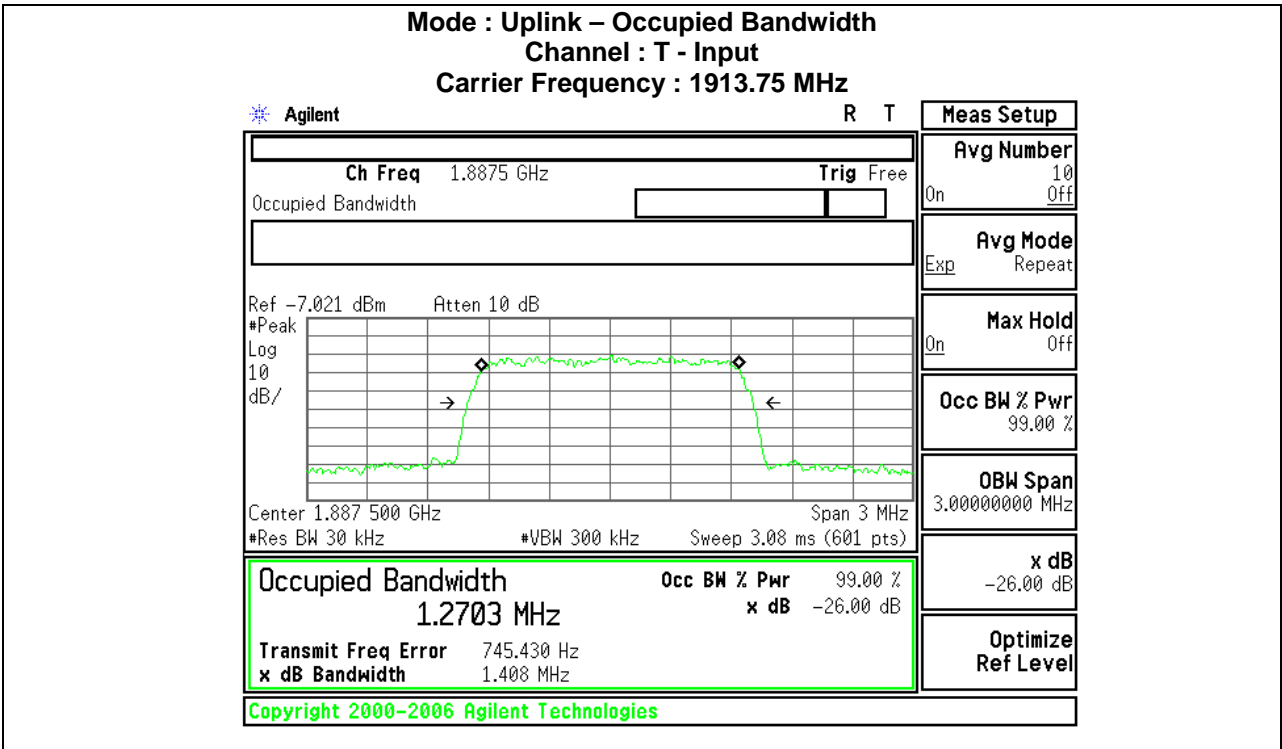 Mode : Uplink – Occupied Bandwidth
Channel : T - Input
Carrier Frequency : 1913.75 MHz
Agilent R T
Ch Freq 1.8875 GHz Trig Free
Occupied Bandwidth
Ref -7.021 dBm Atten 10 dB
#Peak
Log
10
dB/
Center 1.887 500 GHz Span 3 MHz
#Res BW 30 kHz #VBW 300 kHz Sweep 3.08 ms (601 pts)
Occupied Bandwidth Occ BW % Pwr 99.00 %
1.2703 MHz x dB -26.00 dB
Transmit Freq Error 745.430 Hz
x dB Bandwidth 1.408 MHz
Copyright 2000-2006 Agilent Technologies
Meas Setup
Avg Number
10
On Off
Avg Mode
Exp Repeat
Max Hold
On Off
Occ BW % Pwr
99.00 %
OBW Span
3.00000000 MHz
x dB
-26.00 dB
Optimize
Ref Level